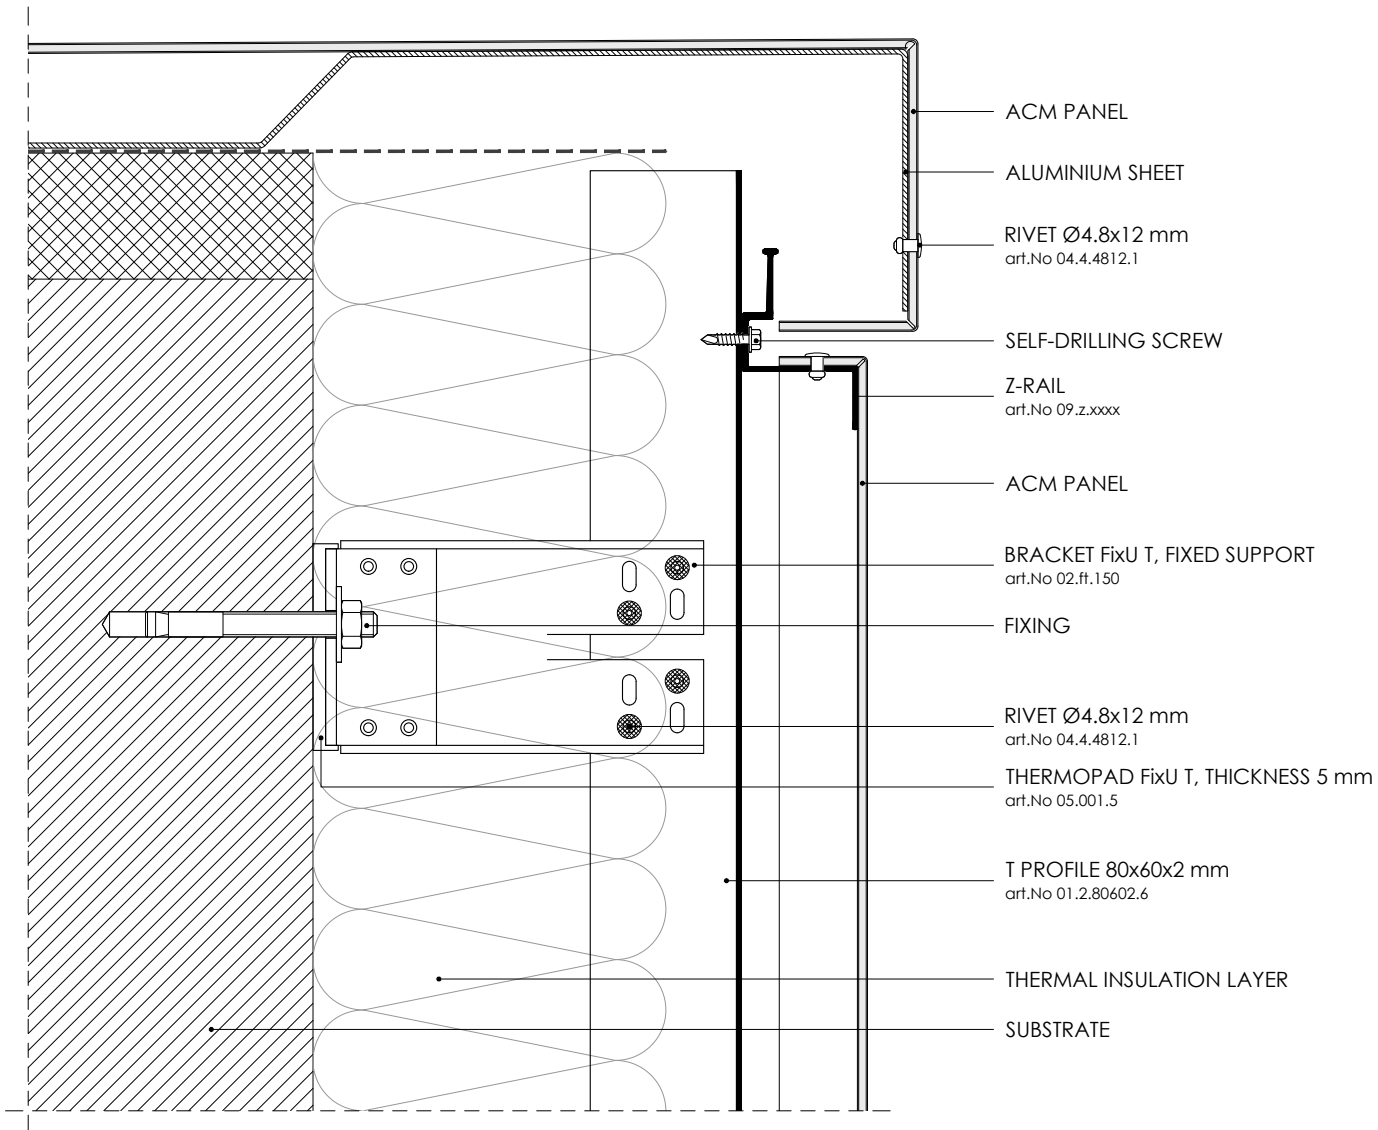 ACM PANEL
ALUMINIUM SHEET
RIVET Ø4.8x12 mm
art.No 04.4.4812.1
SELF-DRILLING SCREW
Z-RAIL
art.No 09.z.xxxx
ACM PANEL
BRACKET FixU T, FIXED SUPPORT
art.No 02.ft.150
FIXING
RIVET Ø4.8x12 mm
art.No 04.4.4812.1
THERMOPAD FixU T, THICKNESS 5 mm
art.No 05.001.5
T PROFILE 80x60x2 mm
art.No 01.2.80602.6
THERMAL INSULATION LAYER
SUBSTRATE